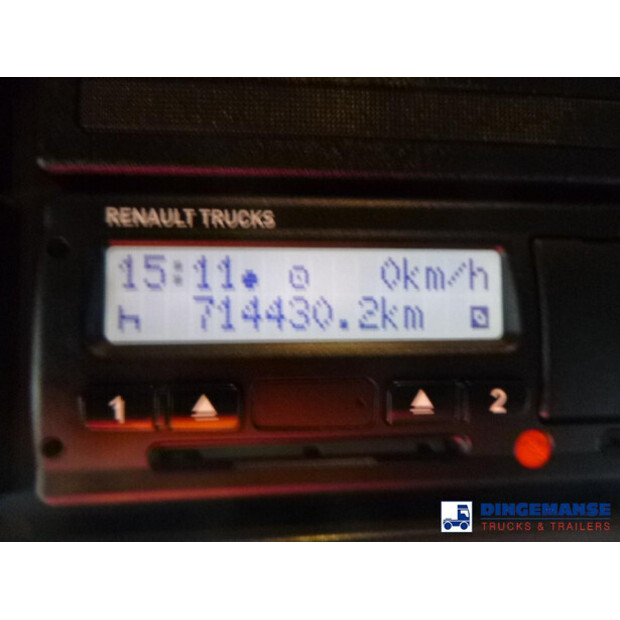 RENAULT TRUCKS
15:11 0km/h
h 714430.2km
1 2
DINGEMANSE
TRUCKS & TRAILERS